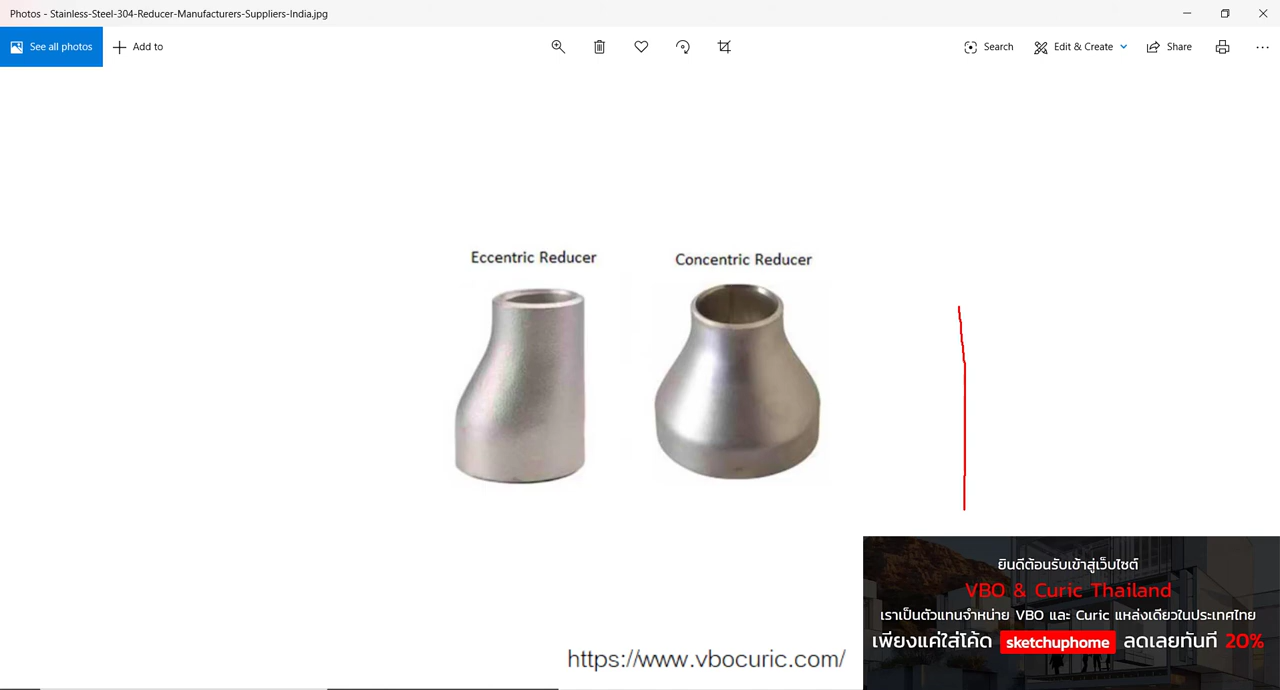 Photos - Stainless-Steel-304-Reducer-Manufacturers-Suppliers-India.jpg
See all photos
Add to
Search
Edit & Create
Share
Eccentric Reducer
Concentric Reducer
ยินดีต้อนรับเข้าสู่เว็บไซต์
VBO & Curic Thailand
เราเป็นตัวแทนจำหน่าย VBO และ Curic แหล่งเดียวในประเทศไทย
เพียงแค่ใส่โค้ด sketchuphome ลดเลยทันที 20%
https://www.vbocuric.com/